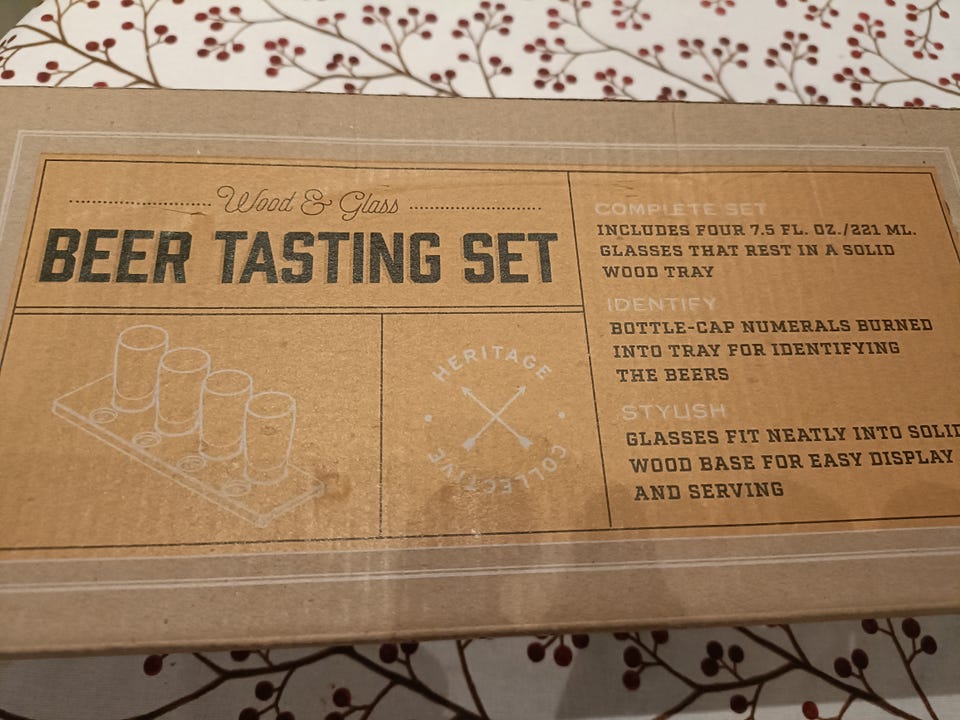 Wood & Glass
BEER TASTING SET
HERITAGE
COLLECTIVE
COMPLETE SET
INCLUDES FOUR 7.5 FL. OZ./221 ML.
GLASSES THAT REST IN A SOLID
WOOD TRAY
IDENTIFY
BOTTLE-CAP NUMERALS BURNED
INTO TRAY FOR IDENTIFYING
THE BEERS
STYLISH
GLASSES FIT NEATLY INTO SOLID
WOOD BASE FOR EASY DISPLAY
AND SERVING